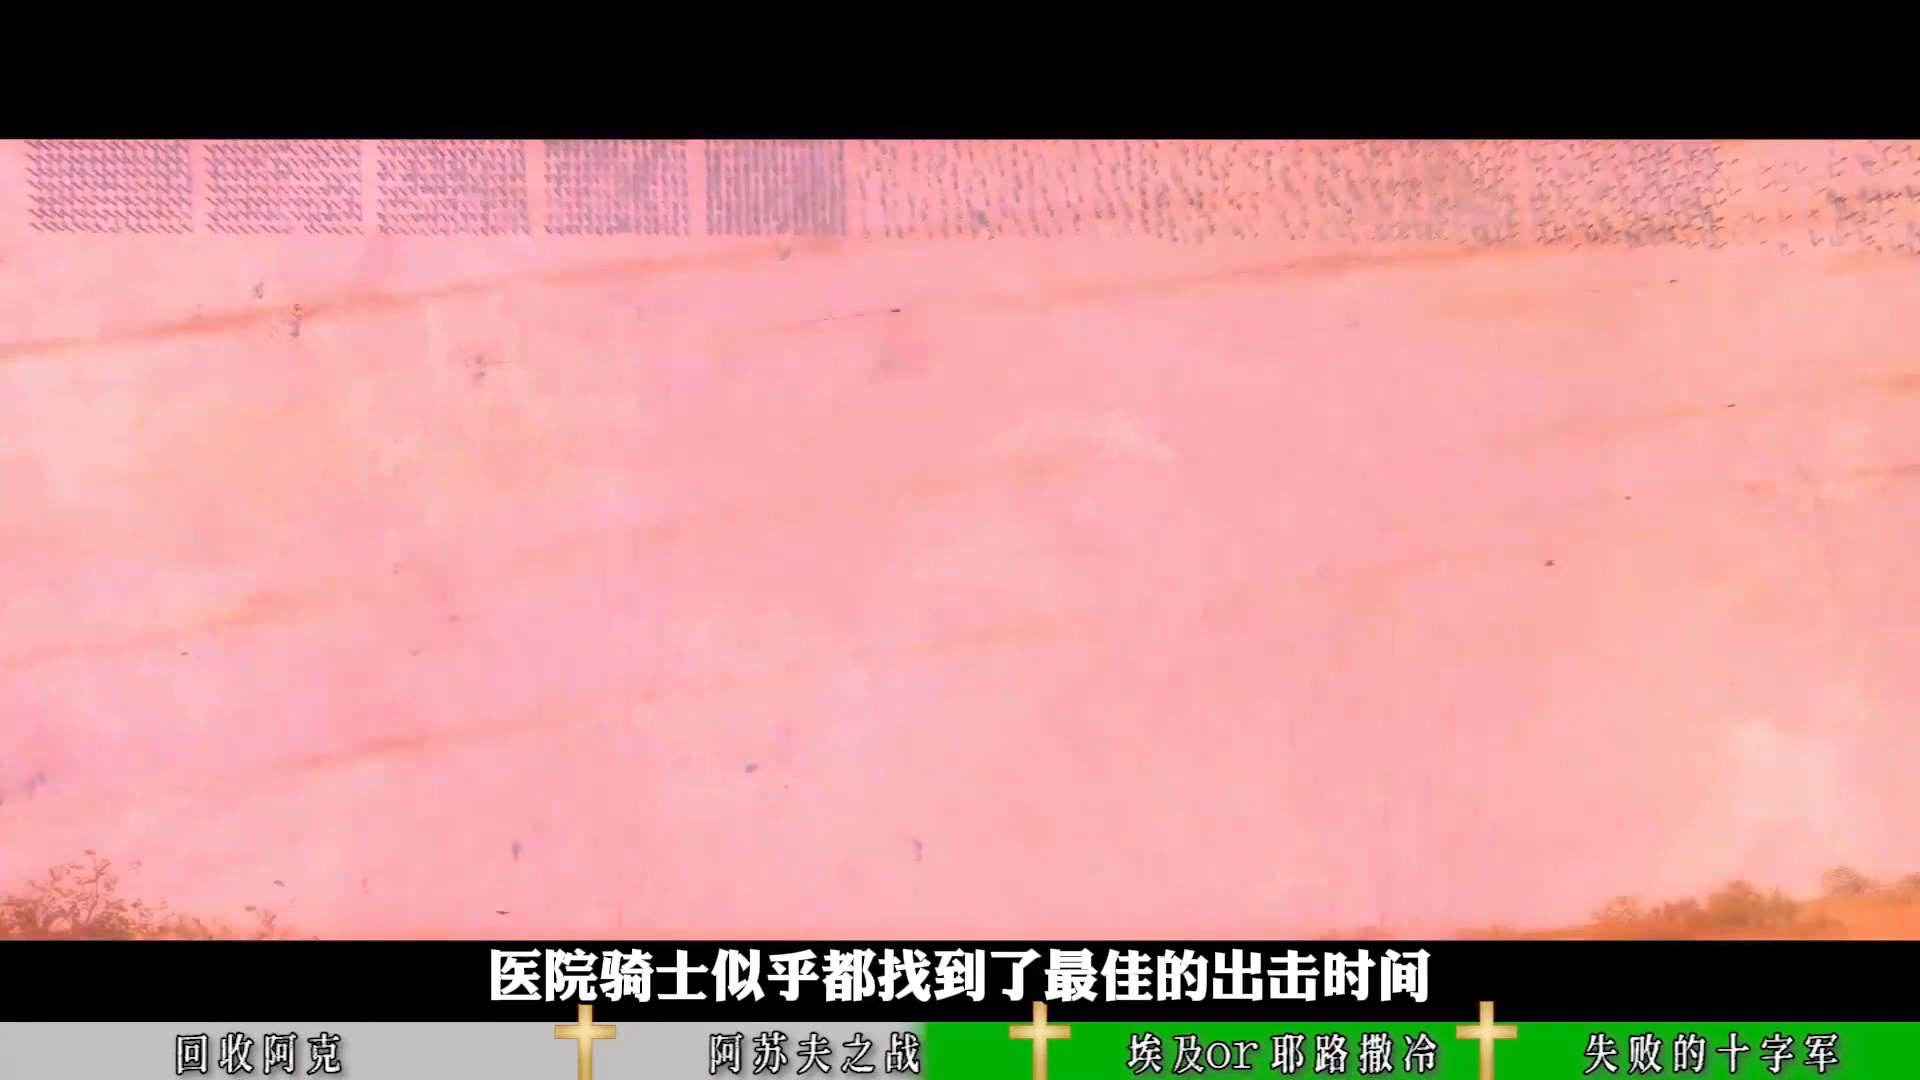 医院骑士似乎都找到了最佳的出击时间
回收阿克
阿苏夫之战
埃及or耶路撒冷
失败的十字军